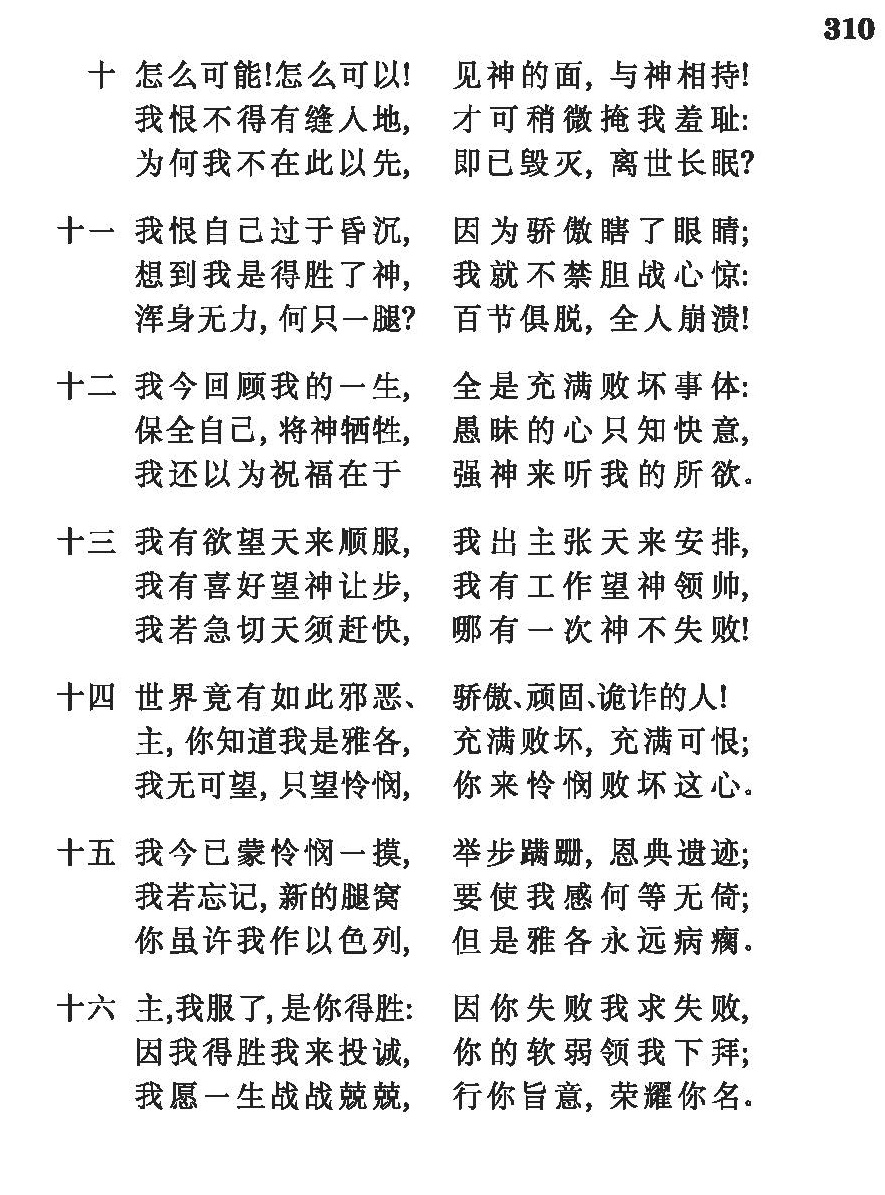 310
十 怎么可能!怎么可以! 见神的面, 与神相持!
我恨不得有缝入地, 才可稍微掩我羞耻:
为何我不在此以先, 即已毁灭, 离世长眠?
十一 我恨自己过于昏沉, 因为骄傲瞎了眼睛;
想到我是得胜了神, 我就不禁胆战心惊:
浑身无力, 何只一腿? 百节俱脱, 全人崩溃!
十二 我今回顾我的一生, 全是充满败坏事体:
保全自己, 将神牺牲, 愚昧的心只知快意,
我还以为祝福在于 强神来听我的所欲。
十三 我有欲望天来顺服, 我出主张天来安排,
我有喜好望神让步, 我有工作望神领帅,
我若急切天须赶快, 哪有一次神不失败!
十四 世界竟有如此邪恶、 骄傲、顽固、诡诈的人!
主, 你知道我是雅各, 充满败坏, 充满可恨;
我无可望, 只望怜悯, 你来怜悯败坏这心。
十五 我今已蒙怜悯一摸, 举步蹒跚, 恩典遗迹;
我若忘记, 新的腿窝 要使我感何等无倚;
你虽许我作以色列, 但是雅各永远病瘸。
十六 主,我服了, 是你得胜: 因你失败我求失败,
因我得胜我来投诚, 你的软弱领我下拜;
我愿一生战战兢兢, 行你旨意, 荣耀你名。